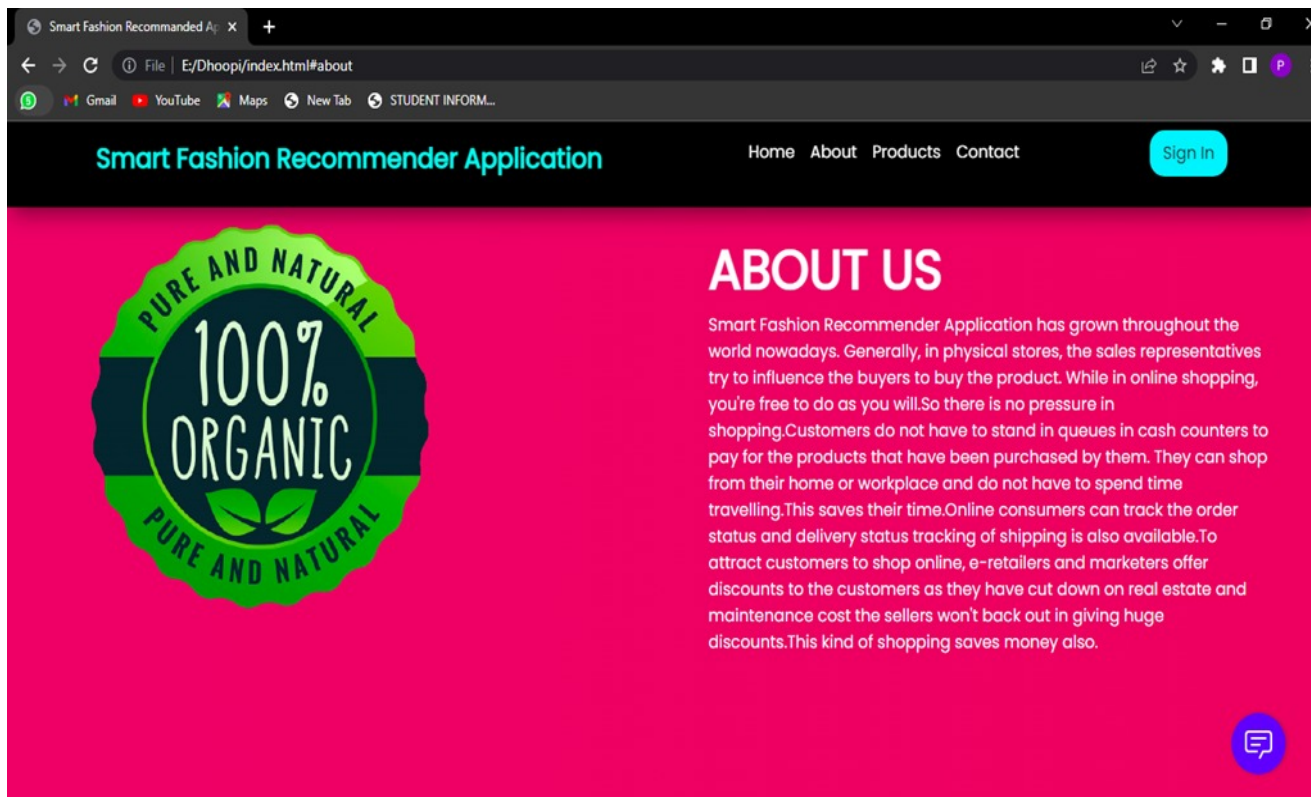 Smart Fashion Recommanded Ap
File | E:/Dhoopi/index.html#about
P
5 Gmail YouTube Maps New Tab STUDENT INFORM...
Smart Fashion Recommender Application Home About Products Contact Sign In
PURE AND NATURAL
100%
ORGANIC
PURE AND NATURAL
ABOUT US
Smart Fashion Recommender Application has grown throughout the
world nowadays. Generally, in physical stores, the sales representatives
try to influence the buyers to buy the product. While in online shopping,
you're free to do as you will.So there is no pressure in
shopping.Customers do not have to stand in queues in cash counters to
pay for the products that have been purchased by them. They can shop
from their home or workplace and do not have to spend time
travelling.This saves their time.Online consumers can track the order
status and delivery status tracking of shipping is also available.To
attract customers to shop online, e-retailers and marketers offer
discounts to the customers as they have cut down on real estate and
maintenance cost the sellers won't back out in giving huge
discounts.This kind of shopping saves money also.